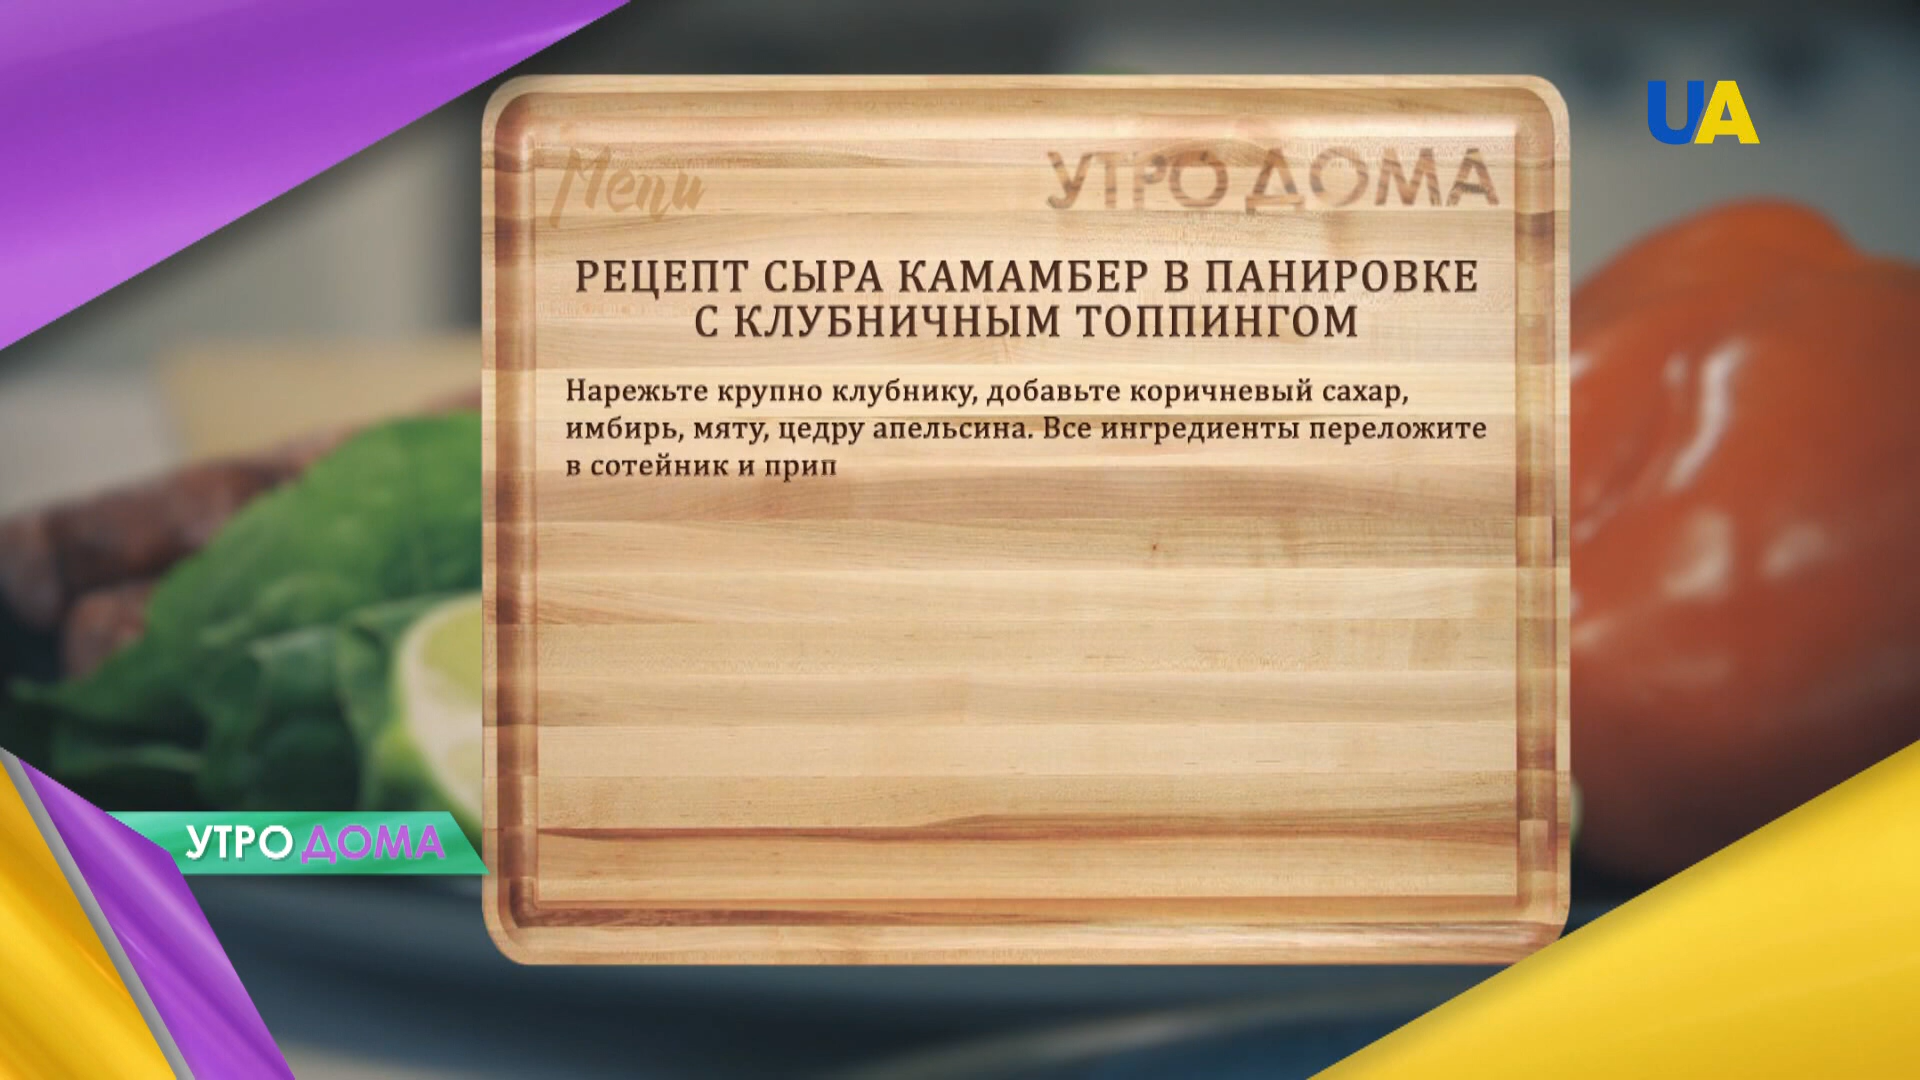 UA
Menu
УТРО ДОМА
РЕЦЕПТ СЫРА КАМАМБЕР В ПАНИРОВКЕ
С КЛУБНИЧНЫМ ТОППИНГОМ
Нарежьте крупно клубнику, добавьте коричневый сахар,
имбирь, мяту, цедру апельсина. Все ингредиенты переложите
в сотейник и прип
УТРО ДОМА